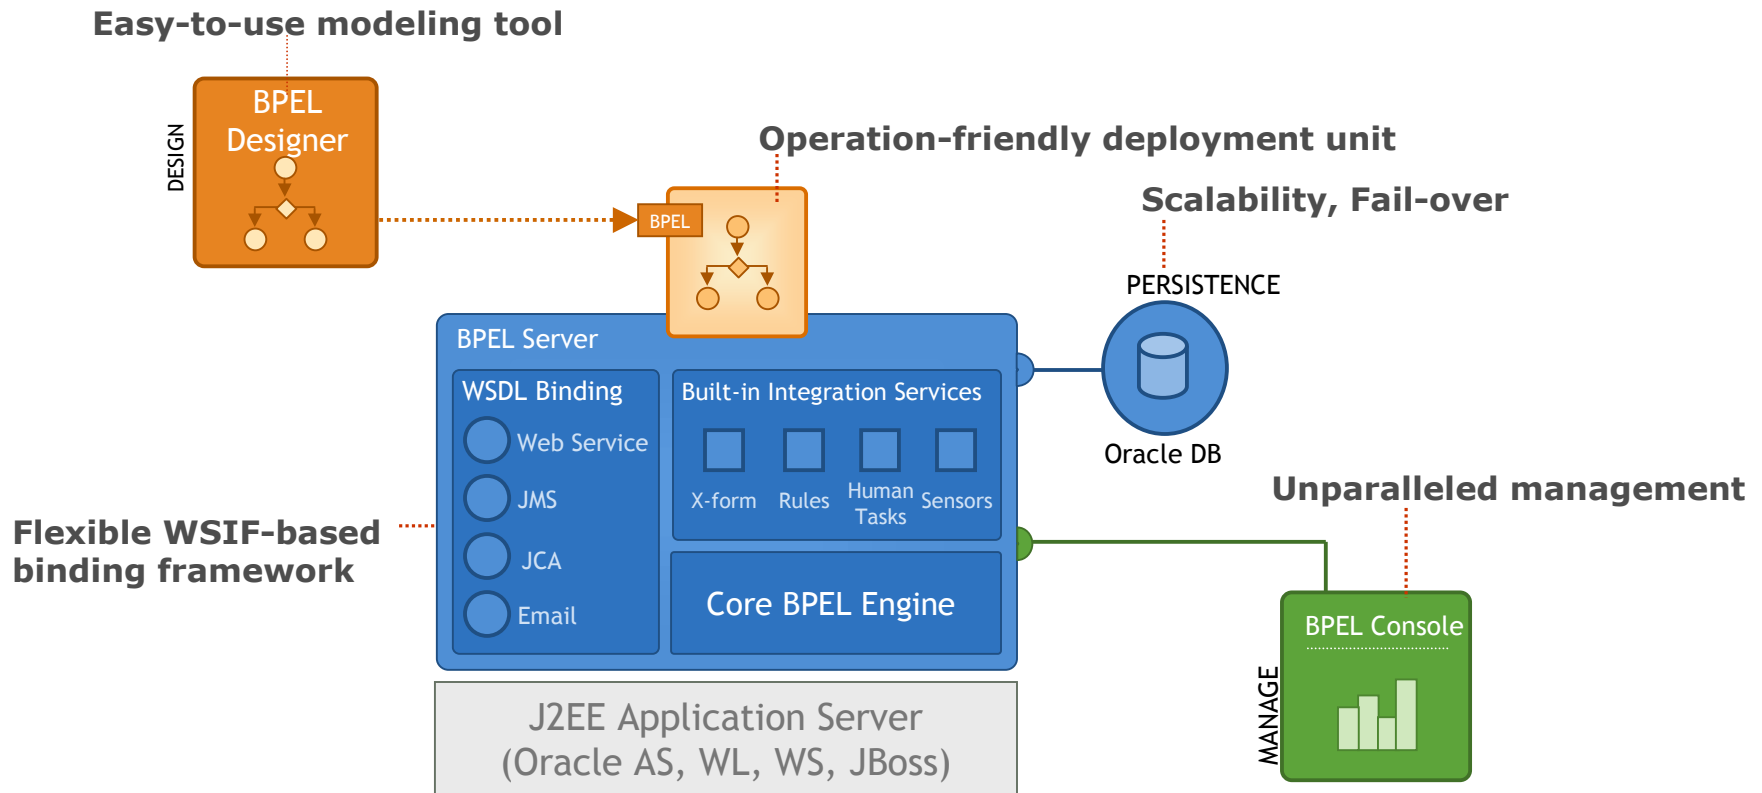 Easy-to-use modeling tool
BPEL
Designer
DESIGN
Operation-friendly deployment unit
BPEL
Scalability, Fail-over
PERSISTENCE
Oracle DB
BPEL Server
WSDL Binding
Web Service
JMS
JCA
Email
Built-in Integration Services
X-form
Rules
Human
Tasks
Sensors
Core BPEL Engine
Flexible WSIF-based
binding framework
Unparalleled management
BPEL Console
MANAGE
J2EE Application Server
(Oracle AS, WL, WS, JBoss)